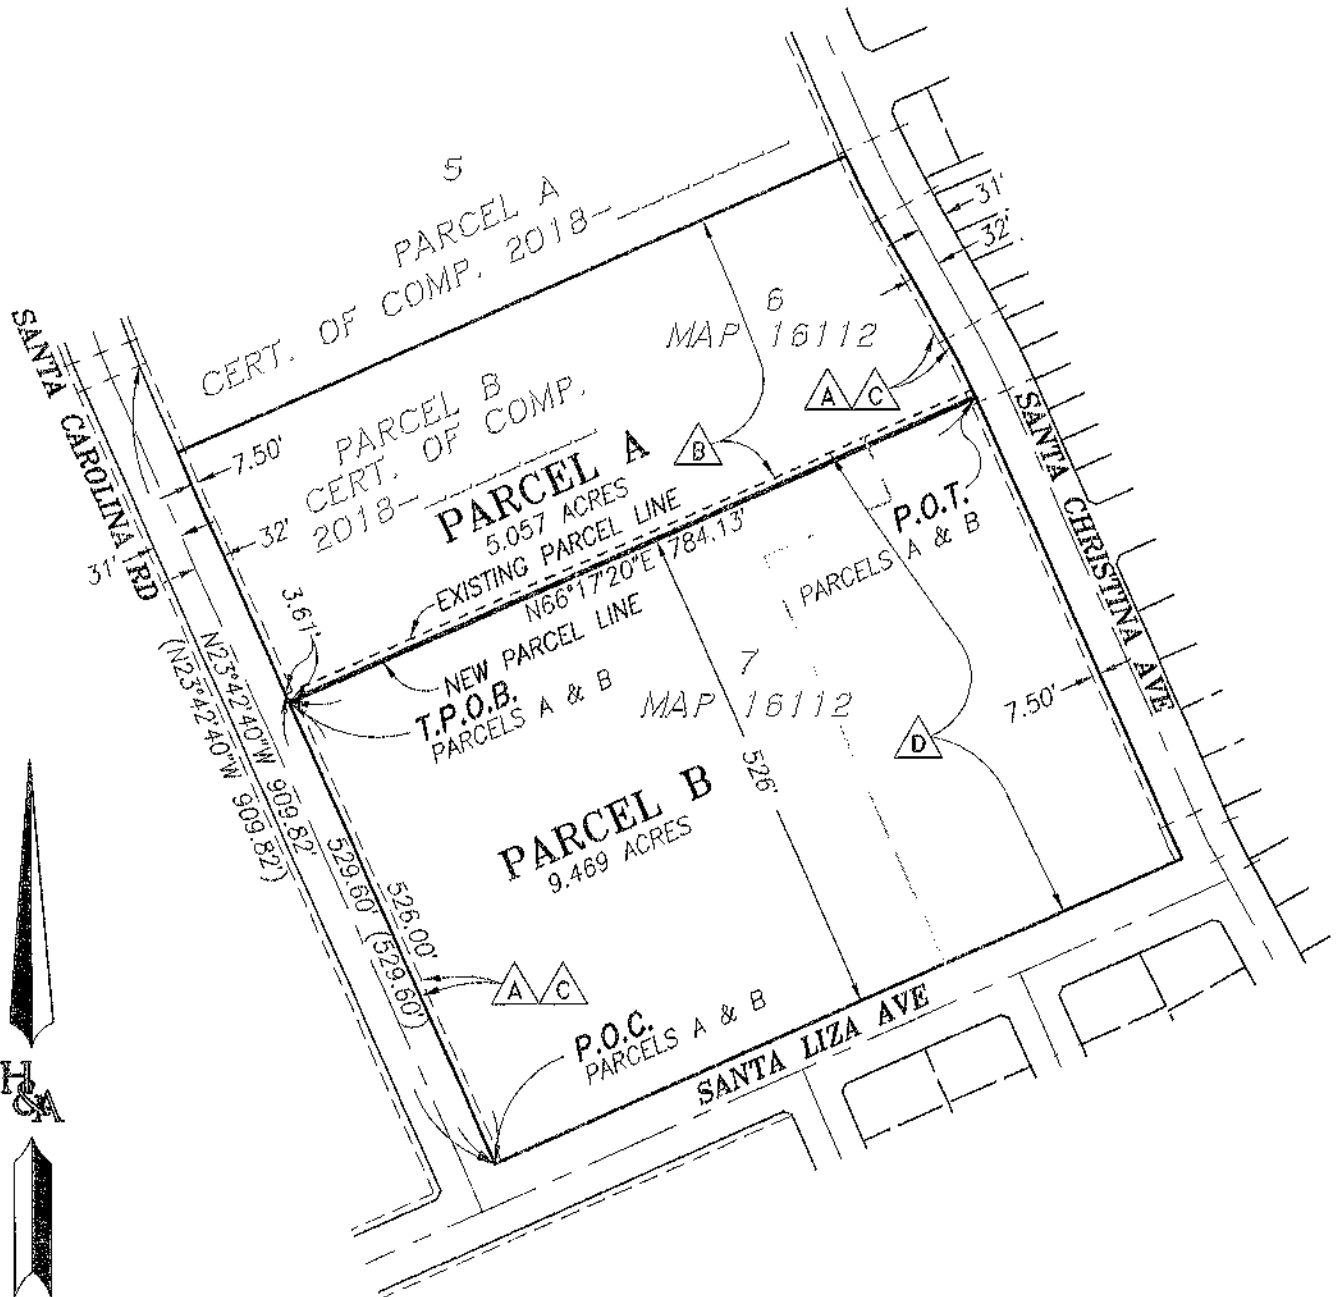 5
PARCEL A
CERT. OF COMP. 2018-
31'
32'
6
MAP 16112
A C
SANTA CAROLINA RD
7.50'
PARCEL B
CERT. OF COMP.
2018-
B
PARCEL A
5.057 ACRES
EXISTING PARCEL LINE
N66°17'20"E 784.13'
NEW PARCEL LINE
32'
31'
3.61'
P.O.T.
PARCELS A & B
SANTA CHRISTINA AVE
T.P.O.B.
PARCELS A & B
7
MAP 16112
7.50'
D
526'
N23°42'40"W 909.82'
(N23°42'40"W 909.82')
PARCEL B
9.469 ACRES
526.00'
529.60' (529.60')
A C
P.O.C.
PARCELS A & B
SANTA LIZA AVE
H&A